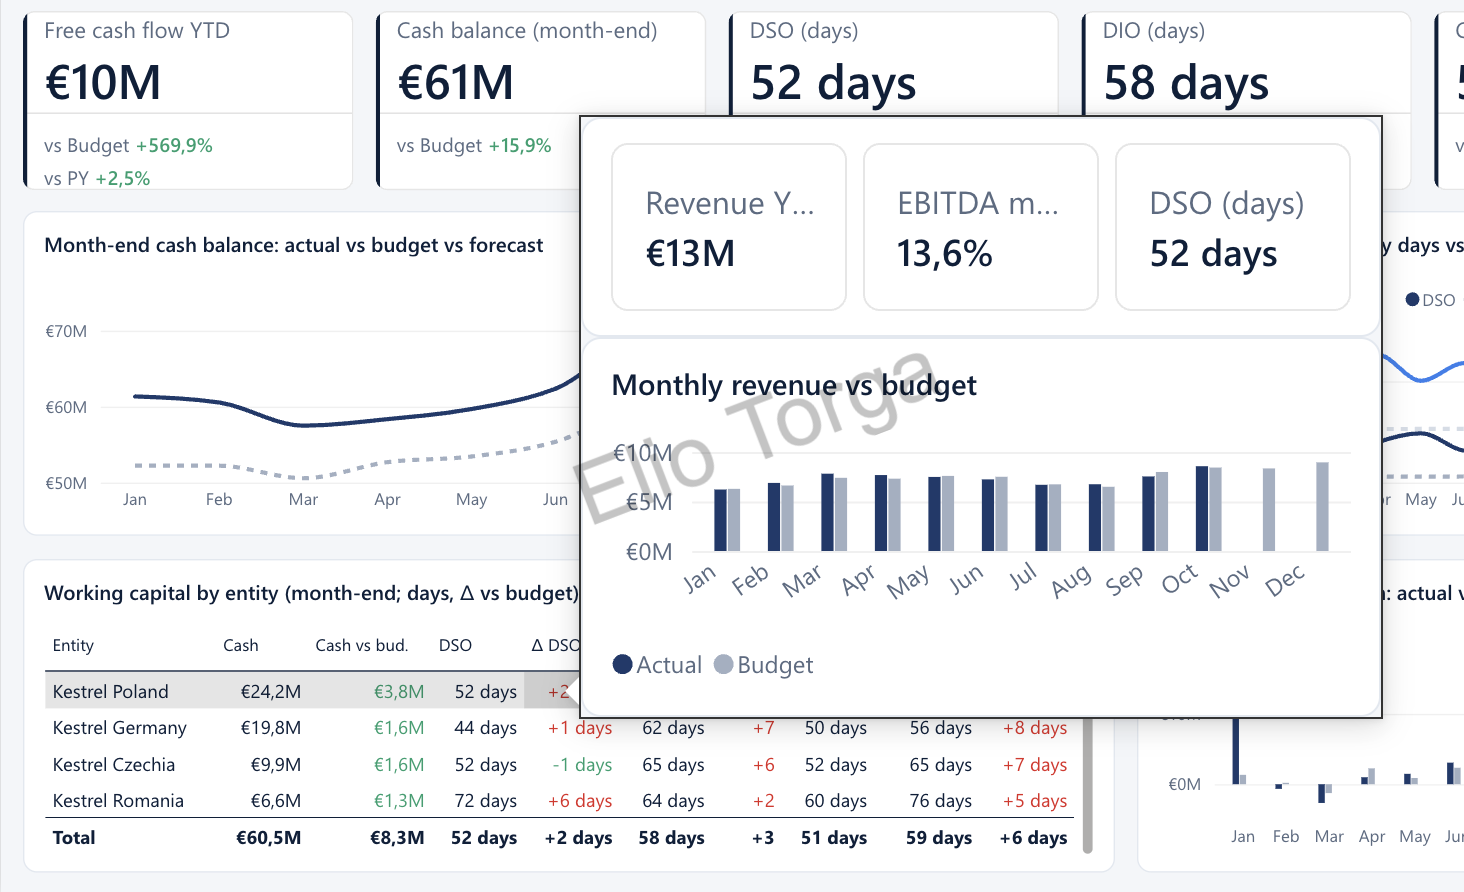 Free cash flow YTD
€10M
vs Budget +569,9%
vs PY +2,5%
Cash balance (month-end)
€61M
vs Budget +15,9%
DSO (days)
52 days
DIO (days)
58 days
Revenue Y...
€13M
EBITDA m...
13,6%
DSO (days)
52 days
Month-end cash balance: actual vs budget vs forecast
€70M
€60M
€50M
Jan Feb Mar Apr May Jun
y days vs
DSO
May
Monthly revenue vs budget
€10M
€5M
€0M
Jan Feb Mar Apr May Jun Jul Aug Sep Oct Nov Dec
Actual Budget
Ello Torga
Working capital by entity (month-end; days, Δ vs budget)
Entity Cash Cash vs bud. DSO Δ DSO
Kestrel Poland €24,2M €3,8M 52 days +2
Kestrel Germany €19,8M €1,6M 44 days +1 days 62 days +7 50 days 56 days +8 days
Kestrel Czechia €9,9M €1,6M 52 days -1 days 65 days +6 52 days 65 days +7 days
Kestrel Romania €6,6M €1,3M 72 days +6 days 64 days +2 60 days 76 days +5 days
Total €60,5M €8,3M 52 days +2 days 58 days +3 51 days 59 days +6 days
: actual v
€0M
Jan Feb Mar Apr May Jun